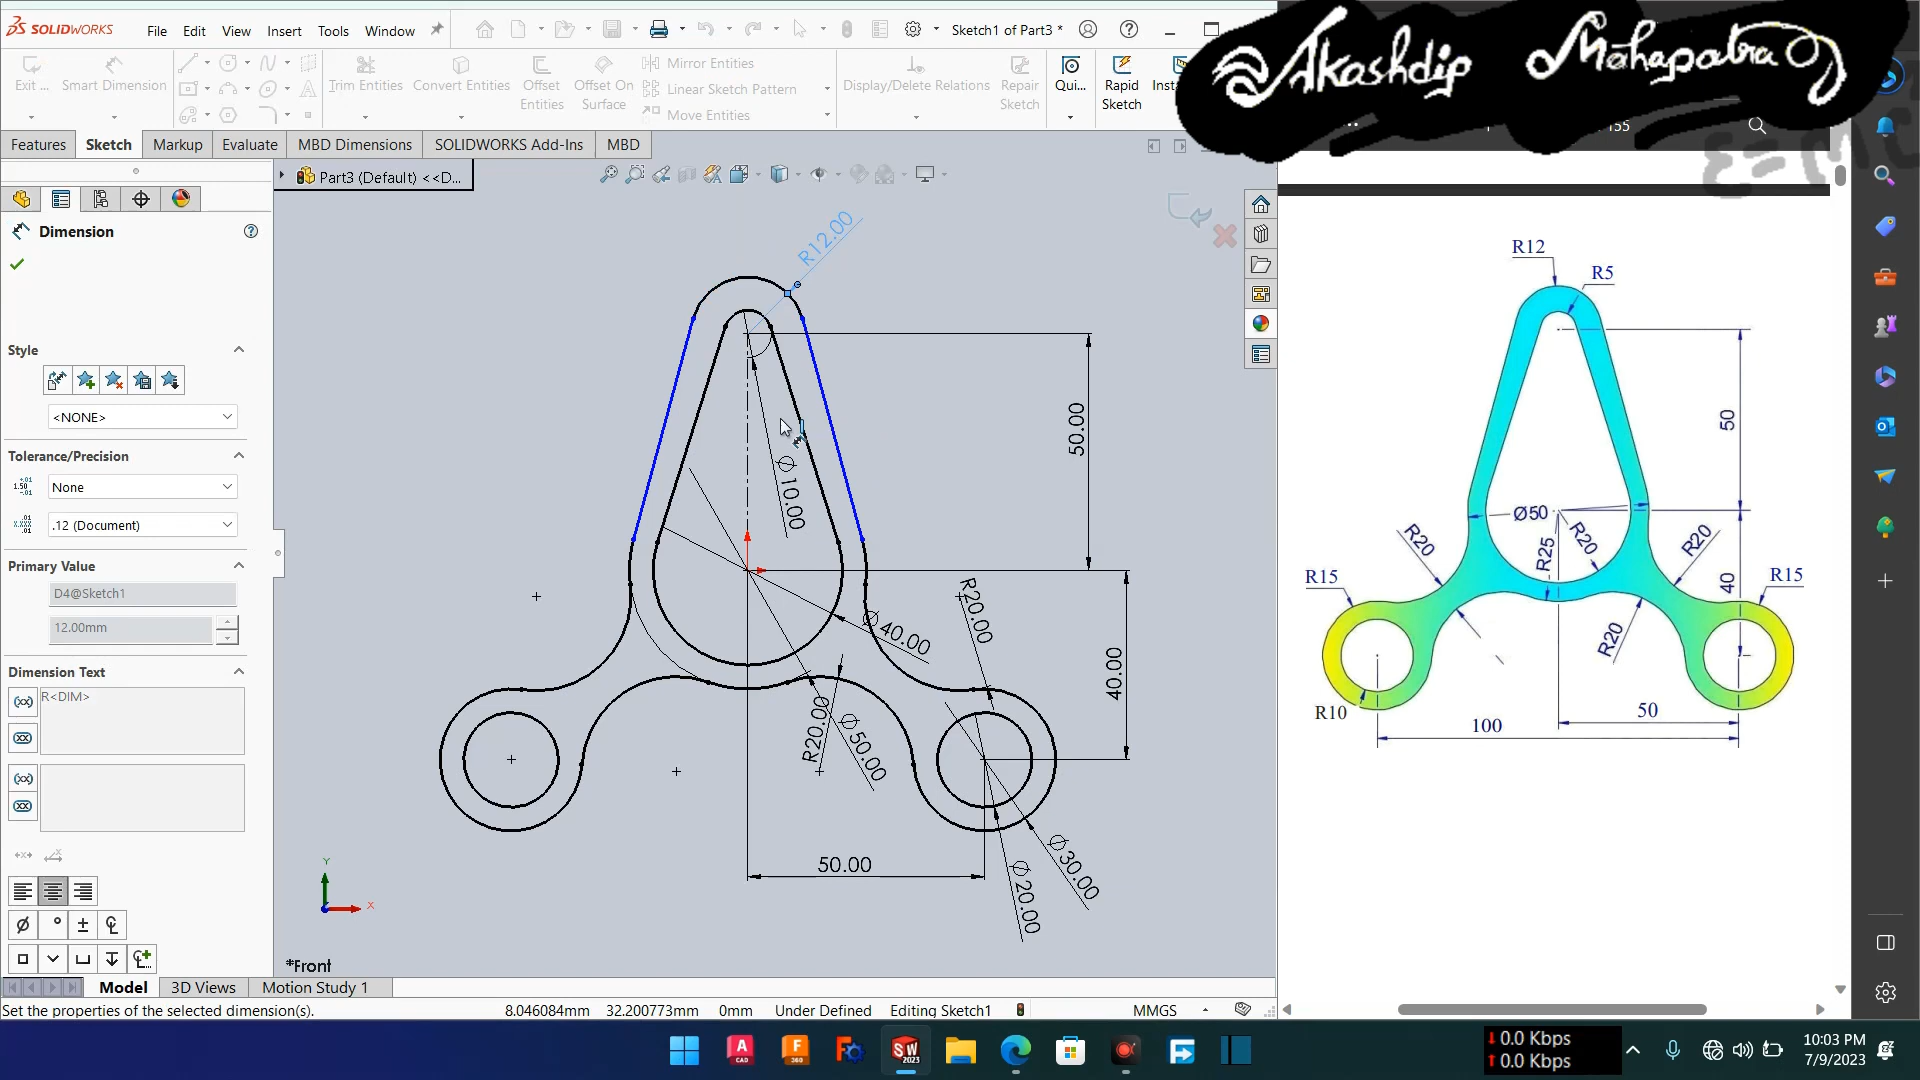 SOLIDWORKS File Edit View Insert Tools Window Sketch1 of Part3 *
Akashdip Mahapatra
Exit ... Smart Dimension Trim Entities Convert Entities Offset Entities Offset On Surface Mirror Entities Linear Sketch Pattern Move Entities Display/Delete Relations Repair Sketch Qui... Rapid Sketch
Features Sketch Markup Evaluate MBD Dimensions SOLIDWORKS Add-Ins MBD
Part3 (Default) <<D...
Dimension
Style
<NONE>
Tolerance/Precision
None
.12 (Document)
Primary Value
D4@Sketch1
12.00mm
Dimension Text
R<DIM>
R12.00
50.00
Ø10.00
Ø40.00
R20.00
40.00
R20.00
Ø50.00
50.00
Ø30.00
Ø20.00
Y
X
*Front
R12
R5
50
Ø50
R20
R25
R20
R20
R15
R15
40
R20
R10
50
100
Model 3D Views Motion Study 1
Set the properties of the selected dimension(s). 8.046084mm 32.200773mm 0mm Under Defined Editing Sketch1 MMGS
0.0 Kbps
0.0 Kbps
10:03 PM
7/9/2023